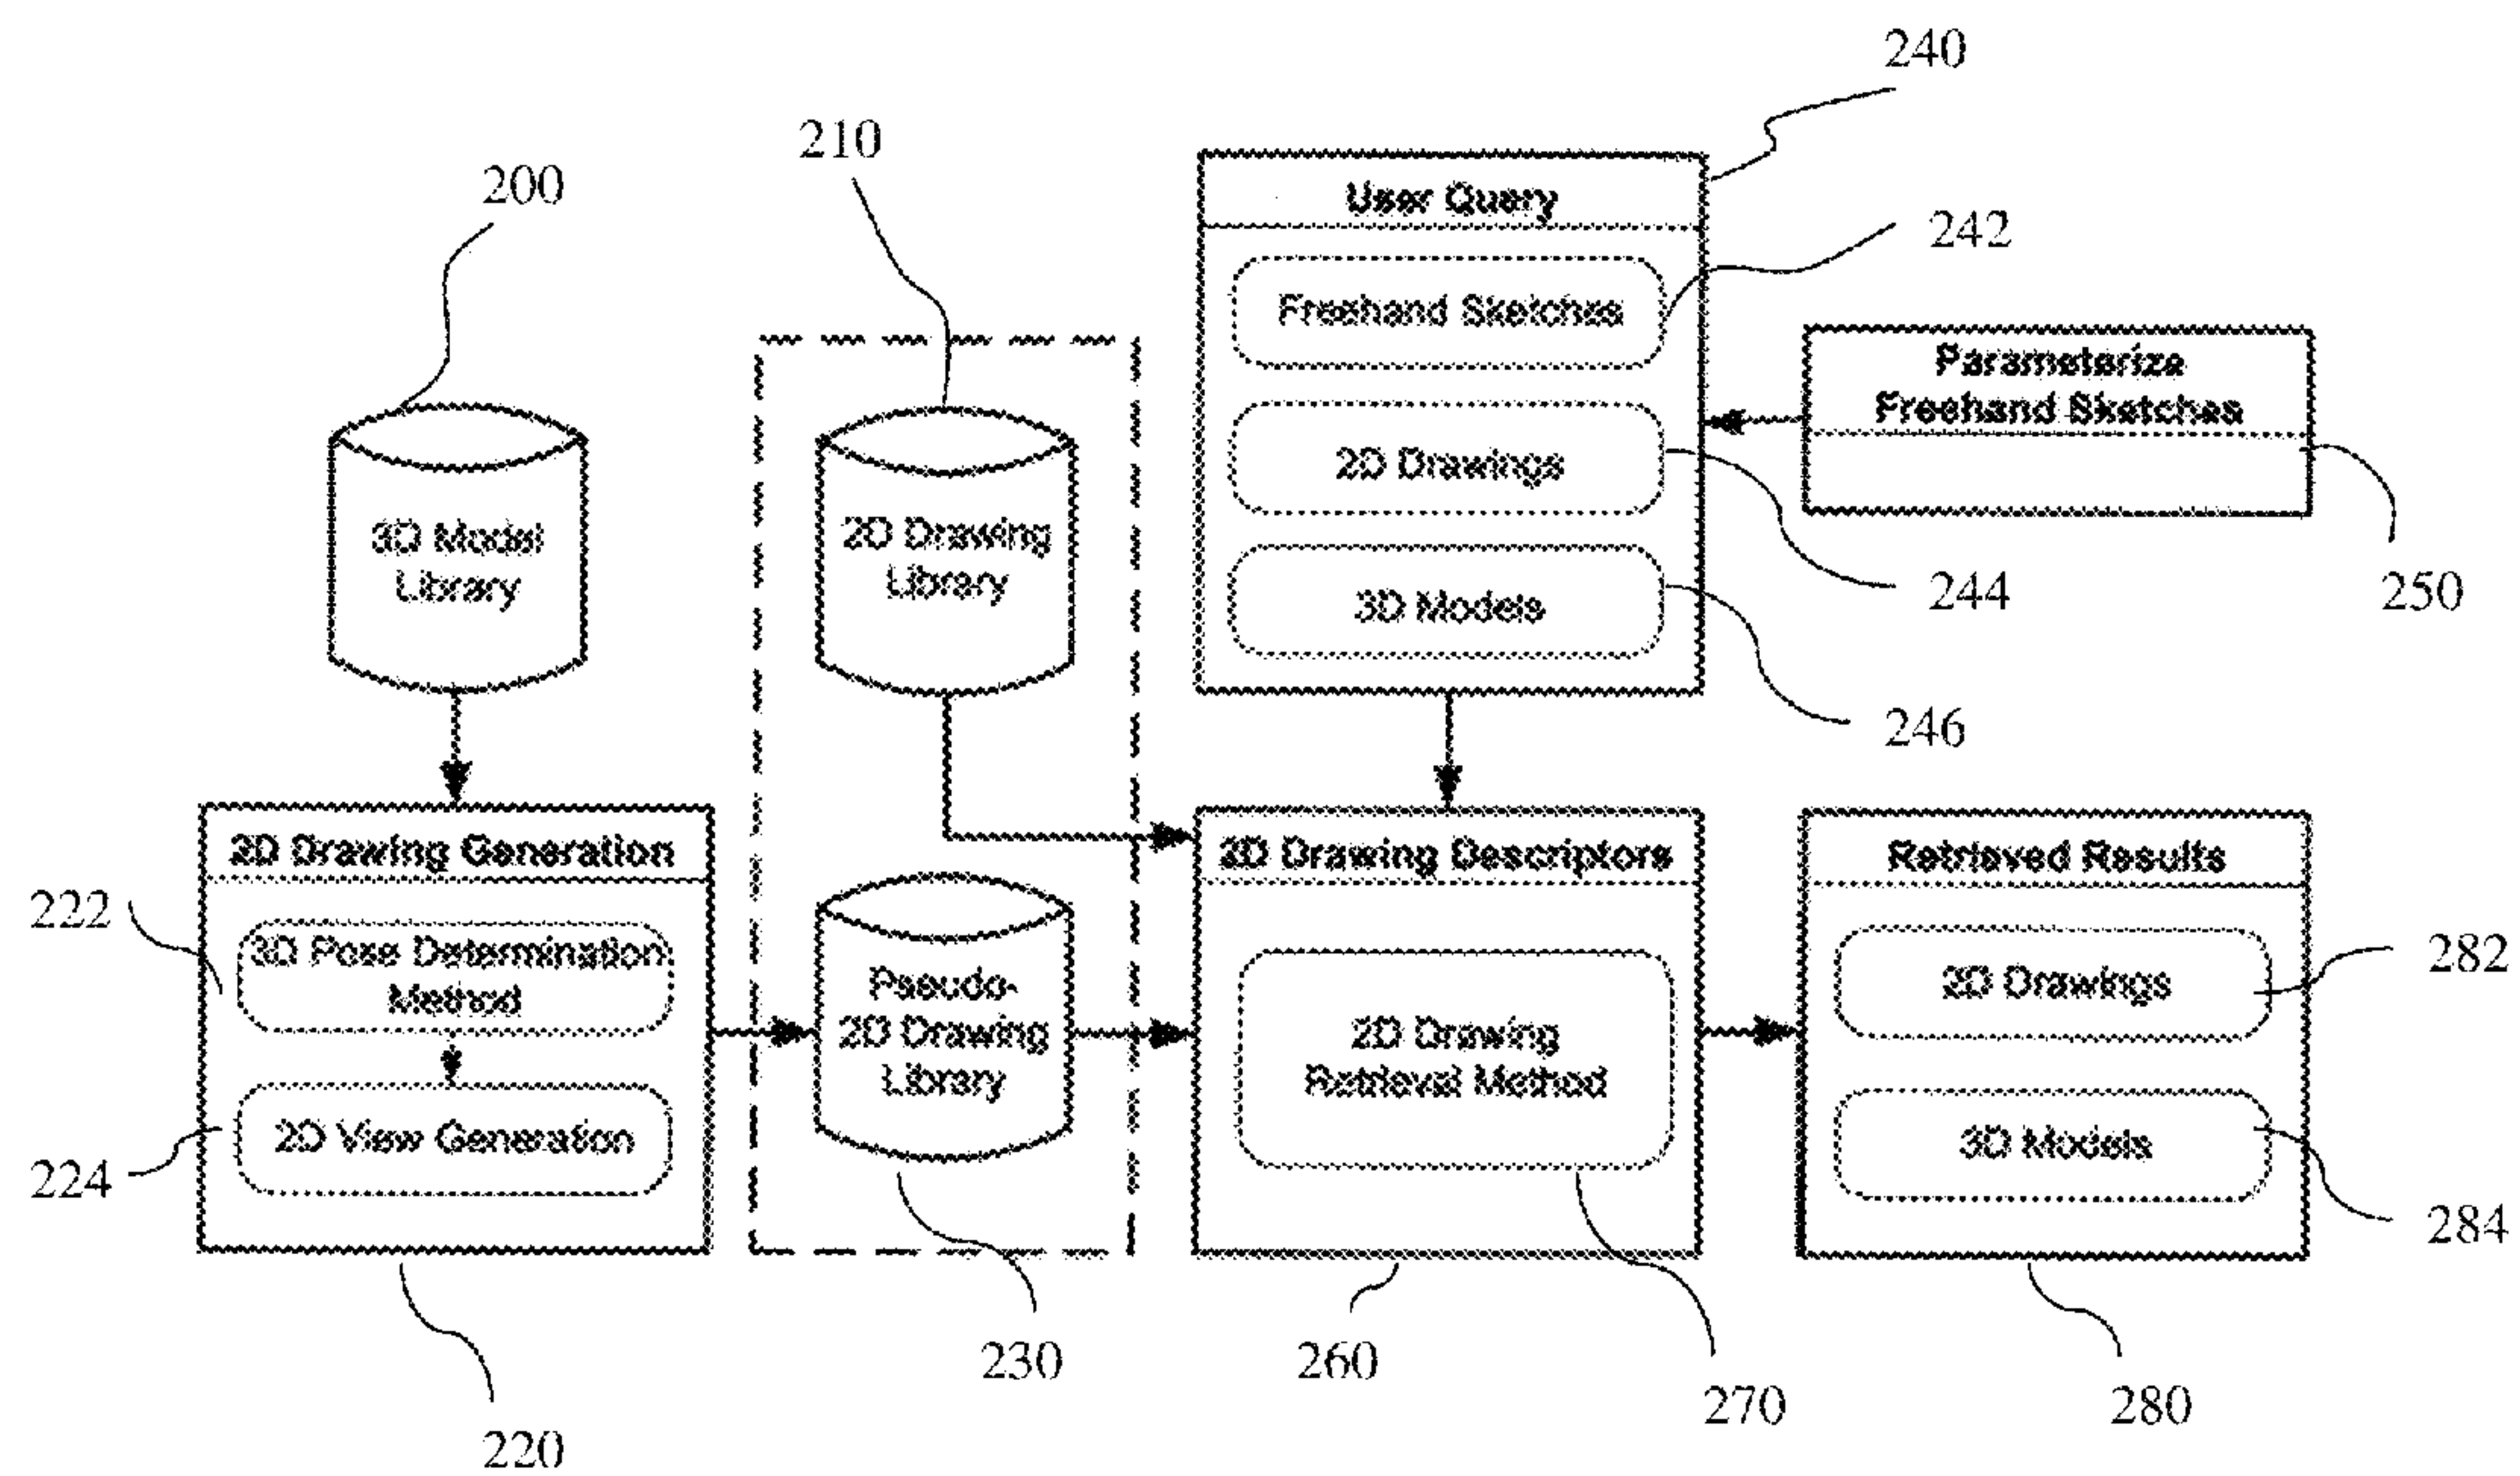 240
210
200
User Query
242
Freehand Sketches
Parameterize
Freehand Sketches
2D Drawings
3D Model
Library
2D Drawing
Library
244
250
3D Models
246
2D Drawing Generation
2D Drawing Descriptors
Retrieved Results
222
3D Pose Determination
Method
282
2D Drawings
Pseudo-
2D Drawing
Library
2D Drawing
Retrieval Method
224
2D View Generation
3D Models
284
230
260
270
280
220